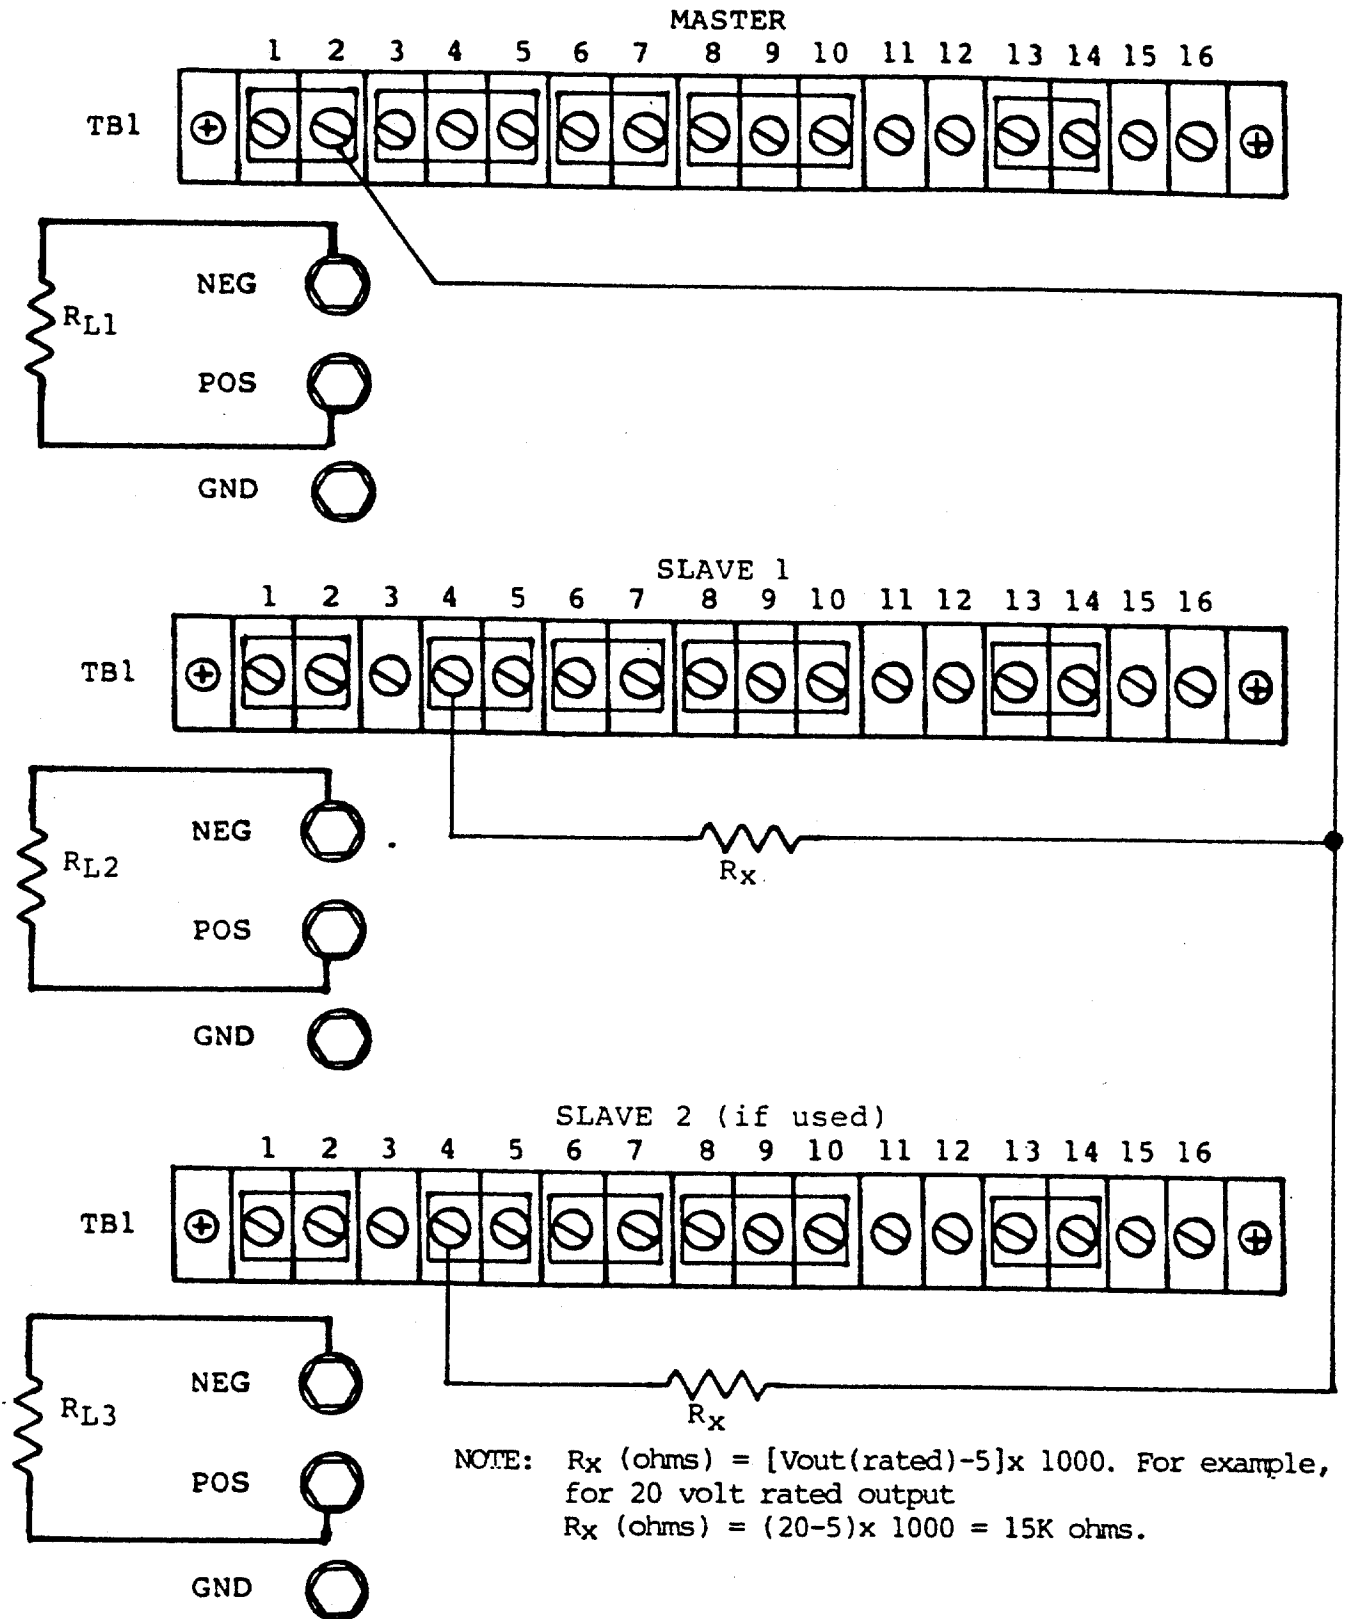 MASTER
1 2 3 4 5 6 7 8 9 10 11 12 13 14 15 16
TB1
NEG
RL1
POS
GND
SLAVE 1
1 2 3 4 5 6 7 8 9 10 11 12 13 14 15 16
TB1
NEG
RL2
Rx
POS
GND
SLAVE 2 (if used)
1 2 3 4 5 6 7 8 9 10 11 12 13 14 15 16
TB1
NEG
RL3
Rx
POS
GND
NOTE: Rx (ohms) = [Vout(rated)-5]x 1000. For example,
for 20 volt rated output
Rx (ohms) = (20-5)x 1000 = 15K ohms.